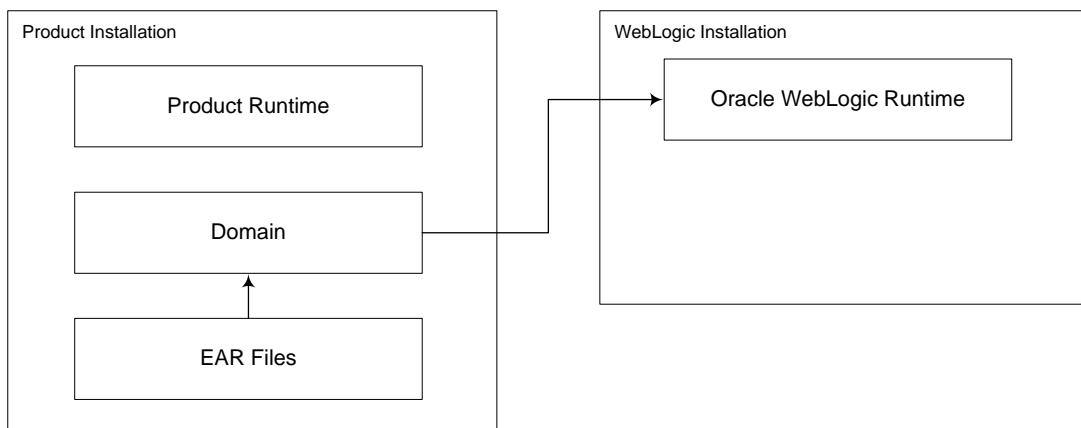 Product Installation
Product Runtime
Domain
EAR Files
WebLogic Installation
Oracle WebLogic Runtime